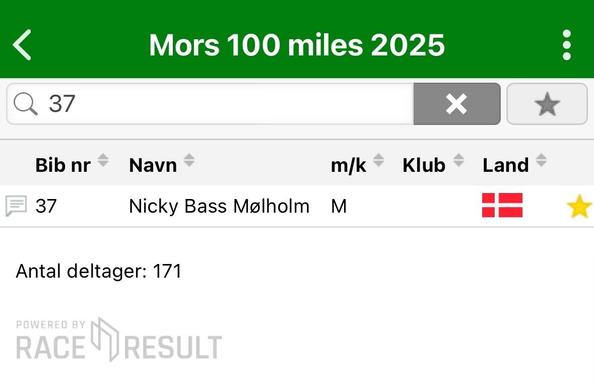 Mors 100 miles 2025
37
Bib nr Navn m/k Klub Land
37 Nicky Bass Mølholm M
Antal deltager: 171
POWERED BY
RACE RESULT